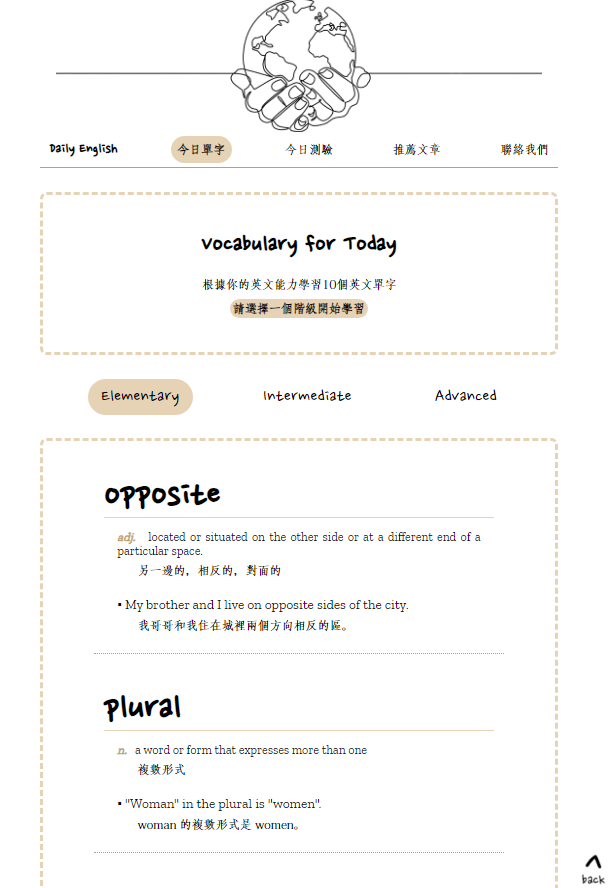 Daily English
今日單字
今日測驗
推薦文章
聯絡我們
Vocabulary for Today
根據你的英文能力學習10個英文單字
請選擇一個階級開始學習
Elementary
Intermediate
Advanced
opposite
adj. located or situated on the other side or at a different end of a
particular space.
另一邊的，相反的，對面的
▪ My brother and I live on opposite sides of the city.
我哥哥和我住在城裡兩個方向相反的區。
plural
n. a word or form that expresses more than one
複數形式
▪ "Woman" in the plural is "women".
woman 的複數形式是 women。
back